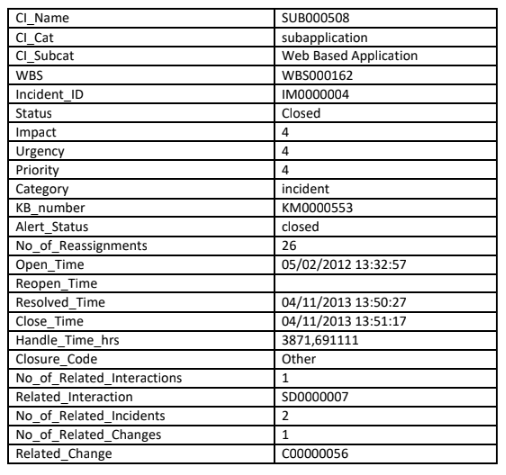 CI_Name SUB000508
CI_Cat subapplication
CI_Subcat Web Based Application
WBS WBS000162
Incident_ID IM0000004
Status Closed
Impact 4
Urgency 4
Priority 4
Category incident
KB_number KM0000553
Alert_Status closed
No_of_Reassignments 26
Open_Time 05/02/2012 13:32:57
Reopen_Time
Resolved_Time 04/11/2013 13:50:27
Close_Time 04/11/2013 13:51:17
Handle_Time_hrs 3871,691111
Closure_Code Other
No_of_Related_Interactions 1
Related_Interaction SD0000007
No_of_Related_Incidents 2
No_of_Related_Changes 1
Related_Change C00000056